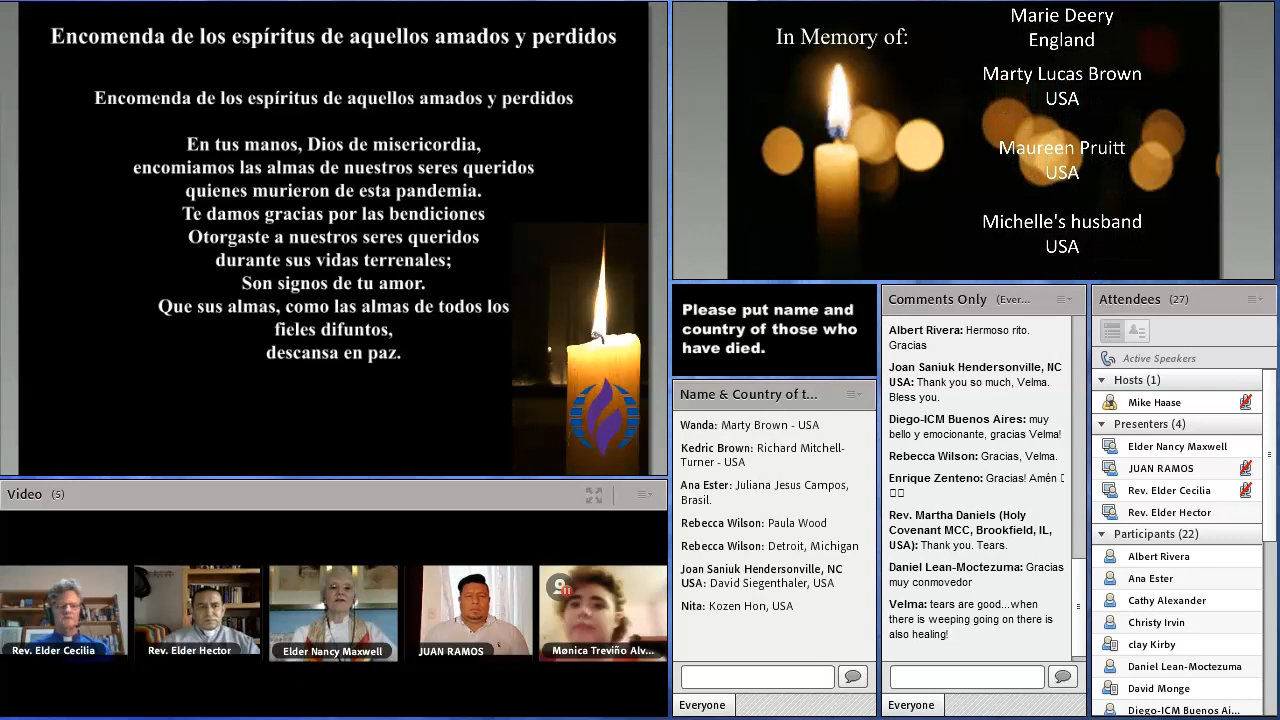 Encomenda de los espíritus de aquellos amados y perdidos
Encomenda de los espíritus de aquellos amados y perdidos
En tus manos, Dios de misericordia,
encomiamos las almas de nuestros seres queridos
quienes murieron de esta pandemia.
Te damos gracias por las bendiciones
Otorgaste a nuestros seres queridos
durante sus vidas terrenales;
Son signos de tu amor.
Que sus almas, como las almas de todos los
fieles difuntos,
descansa en paz.
In Memory of:
Marie Deery
England
Marty Lucas Brown
USA
Maureen Pruitt
USA
Michelle's husband
USA
Video (5)
Rev. Elder Cecilia
Rev. Elder Hector
Elder Nancy Maxwell
JUAN RAMOS
Mønica Treviño Alv...
Please put name and
country of those who
have died.
Name & Country of t...
Wanda: Marty Brown - USA
Kedric Brown: Richard Mitchell-
Turner - USA
Ana Ester: Juliana Jesus Campos,
Brasil.
Rebecca Wilson: Paula Wood
Rebecca Wilson: Detroit, Michigan
Joan Saniuk Hendersonville, NC
USA: David Siegenthaler, USA
Nita: Kozen Hon, USA
Everyone
Comments Only (Ever...
Albert Rivera: Hermoso rito.
Gracias
Joan Saniuk Hendersonville, NC
USA: Thank you so much, Velma.
Bless you.
Diego-ICM Buenos Aires: muy
bello y emocionante, gracias Velma!
Rebecca Wilson: Gracias, Velma.
Enrique Zenteno: Gracias! Amén
Rev. Martha Daniels (Holy
Covenant MCC, Brookfield, IL,
USA): Thank you. Tears.
Daniel Lean-Moctezuma: Gracias
muy conmovedor
Velma: tears are good...when
there is weeping going on there is
also healing!
Everyone
Attendees (27)
Active Speakers
Hosts (1)
Mike Haase
Presenters (4)
Elder Nancy Maxwell
JUAN RAMOS
Rev. Elder Cecilia
Rev. Elder Hector
Participants (22)
Albert Rivera
Ana Ester
Cathy Alexander
Christy Irvin
clay Kirby
Daniel Lean-Moctezuma
David Monge
Diego-ICM Buenos Ai...